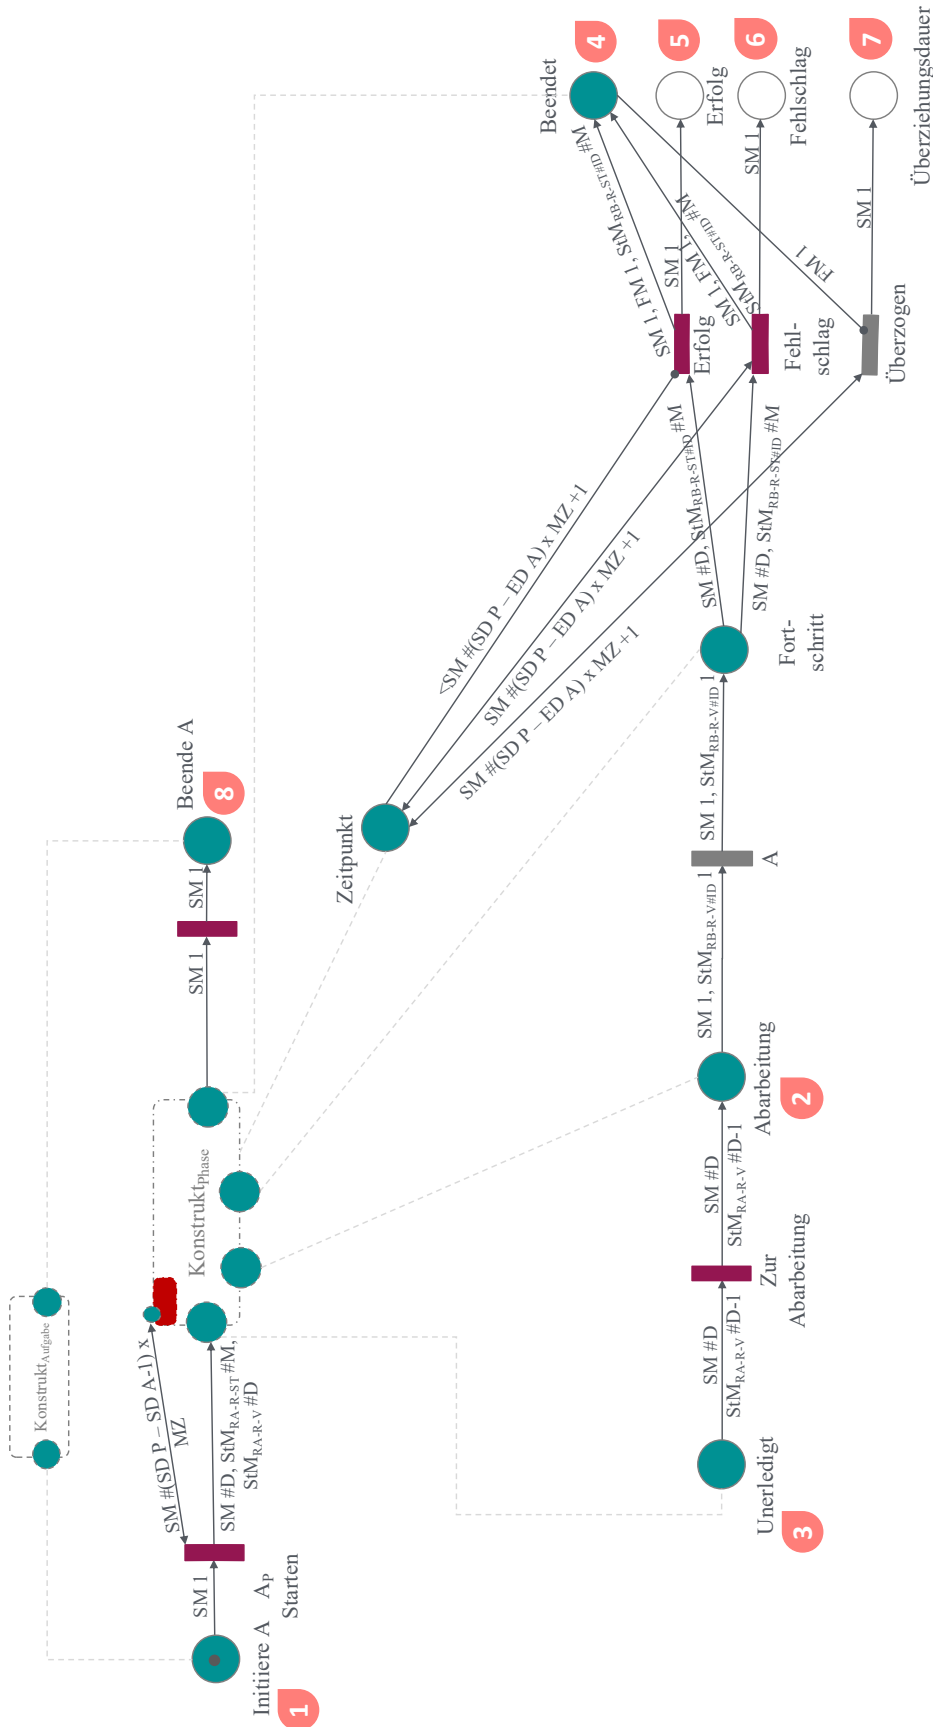 Konstrukt_Aufgabe
SM #(SD P – SD A-1) x
MZ
Konstrukt_Phase
1
Initiiere A
SM 1
A_P
Starten
SM #D, StM_RA-R-ST #M,
StM_RA-R-V #D
SM 1
SM 1
Beende A
8
Zeitpunkt
<SM #(SD P – ED A) x MZ +1
SM #(SD P – ED A) x MZ +1
SM #(SD P – ED A) x MZ +1
3
Unerledigt
SM #D
StM_RA-R-V #D-1
Zur
Abarbeitung
SM #D
StM_RA-R-V #D-1
Abarbeitung
2
SM 1, StM_RB-R-V#ID 1
A
SM 1, StM_RB-R-V#ID 1
Fort-
schritt
SM #D, StM_RB-R-ST#ID #M
SM #D, StM_RB-R-ST#ID #M
Erfolg
Fehl-
schlag
Überzogen
SM 1, FM 1, StM_RB-R-ST#ID #M
SM 1
SM 1, FM 1,
StM_RB-R-ST#ID #M
SM 1
FM 1
SM 1
Beendet
4
Erfolg
5
Fehlschlag
6
Überziehungsdauer
7